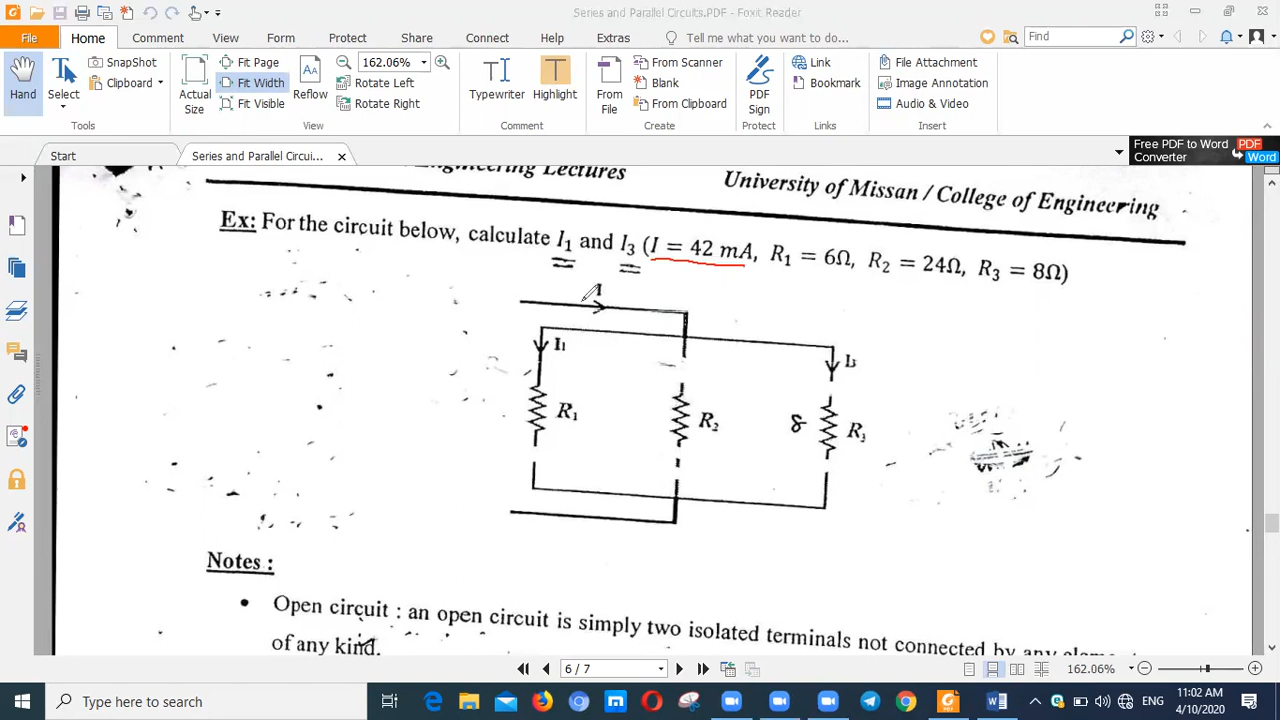 Series and Parallel Circuits.PDF - Foxit Reader
File Home Comment View Form Protect Share Connect Help Extras Tell me what you want to do... Find
Hand
Select
SnapShot
Clipboard
Actual Size
Fit Page
Fit Width
Fit Visible
Reflow
162.06%
Rotate Left
Rotate Right
Typewriter
Highlight
From File
From Scanner
Blank
From Clipboard
PDF Sign
Link
Bookmark
File Attachment
Image Annotation
Audio & Video
Tools View Comment Create Protect Links Insert
Start Series and Parallel Circui...
Free PDF to Word Converter
PDF
Word
Engineering Lectures University of Missan / College of Engineering
Ex: For the circuit below, calculate I₁ and I₃ (I = 42 mA, R₁ = 6Ω, R₂ = 24Ω, R₃ = 8Ω)
I
I₁
I₃
R₁
R₂
8
R₃
Notes :
• Open circuit : an open circuit is simply two isolated terminals not connected by any
of any kind.
6 / 7
162.06%
Type here to search
ENG
11:02 AM
4/10/2020